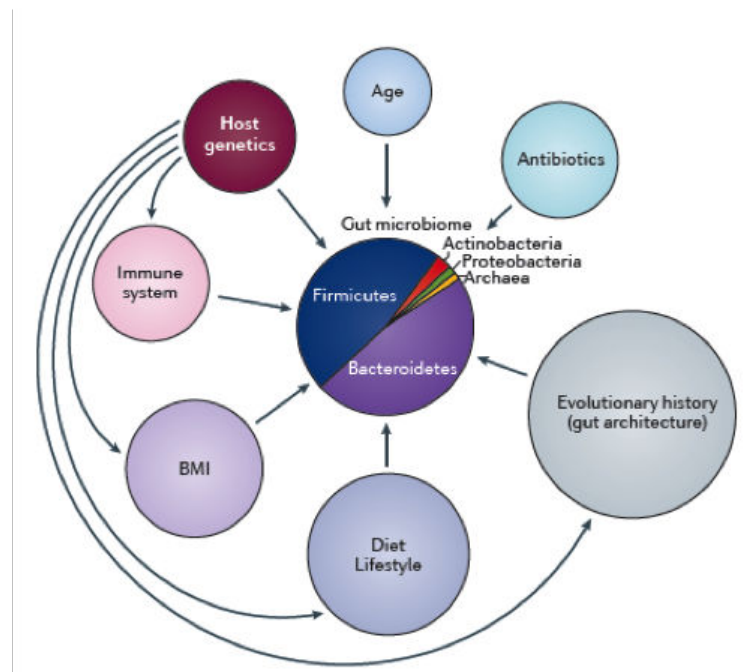 Age
Host
genetics
Antibiotics
Gut microbiome
Actinobacteria
Proteobacteria
Archaea
Immune
system
Firmicutes
Bacteroidetes
Evolutionary history
(gut architecture)
BMI
Diet
Lifestyle